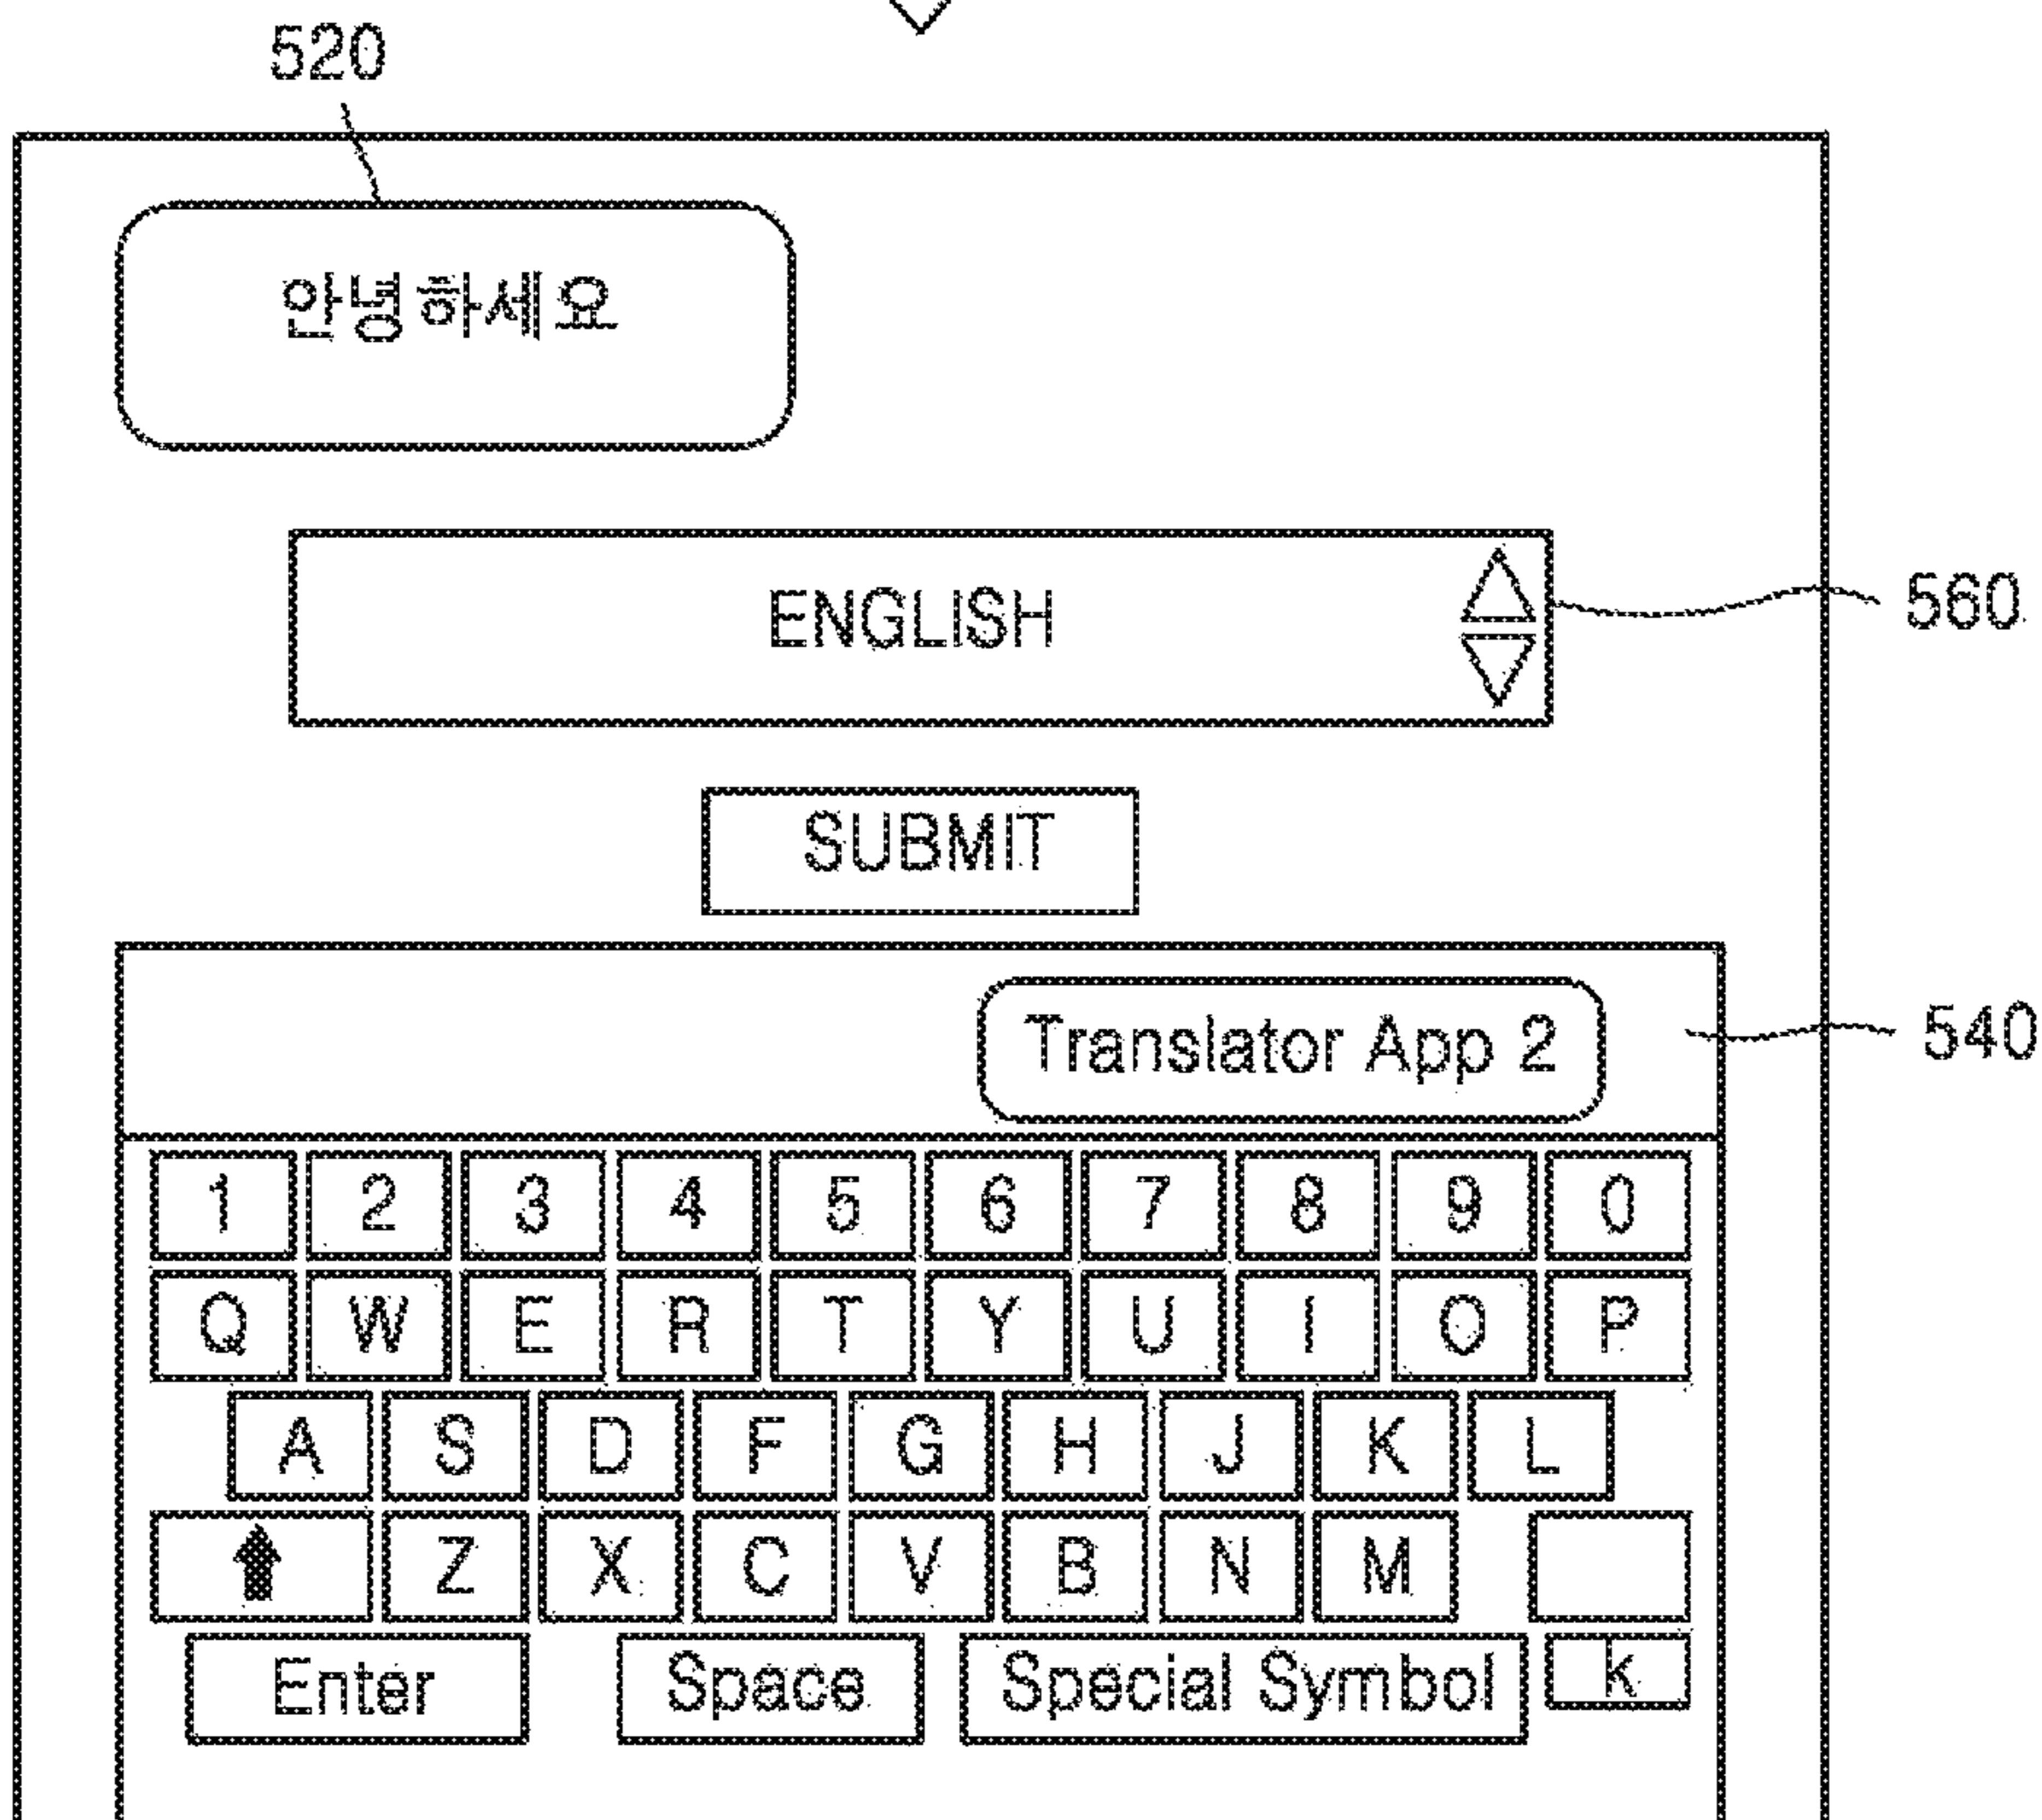 520
안녕하세요
ENGLISH
560
SUBMIT
Translator App 2
540
1 2 3 4 5 6 7 8 9 0
Q W E R T Y U I O P
A S D F G H J K L
Z X C V B N M
Enter Space Special Symbol k